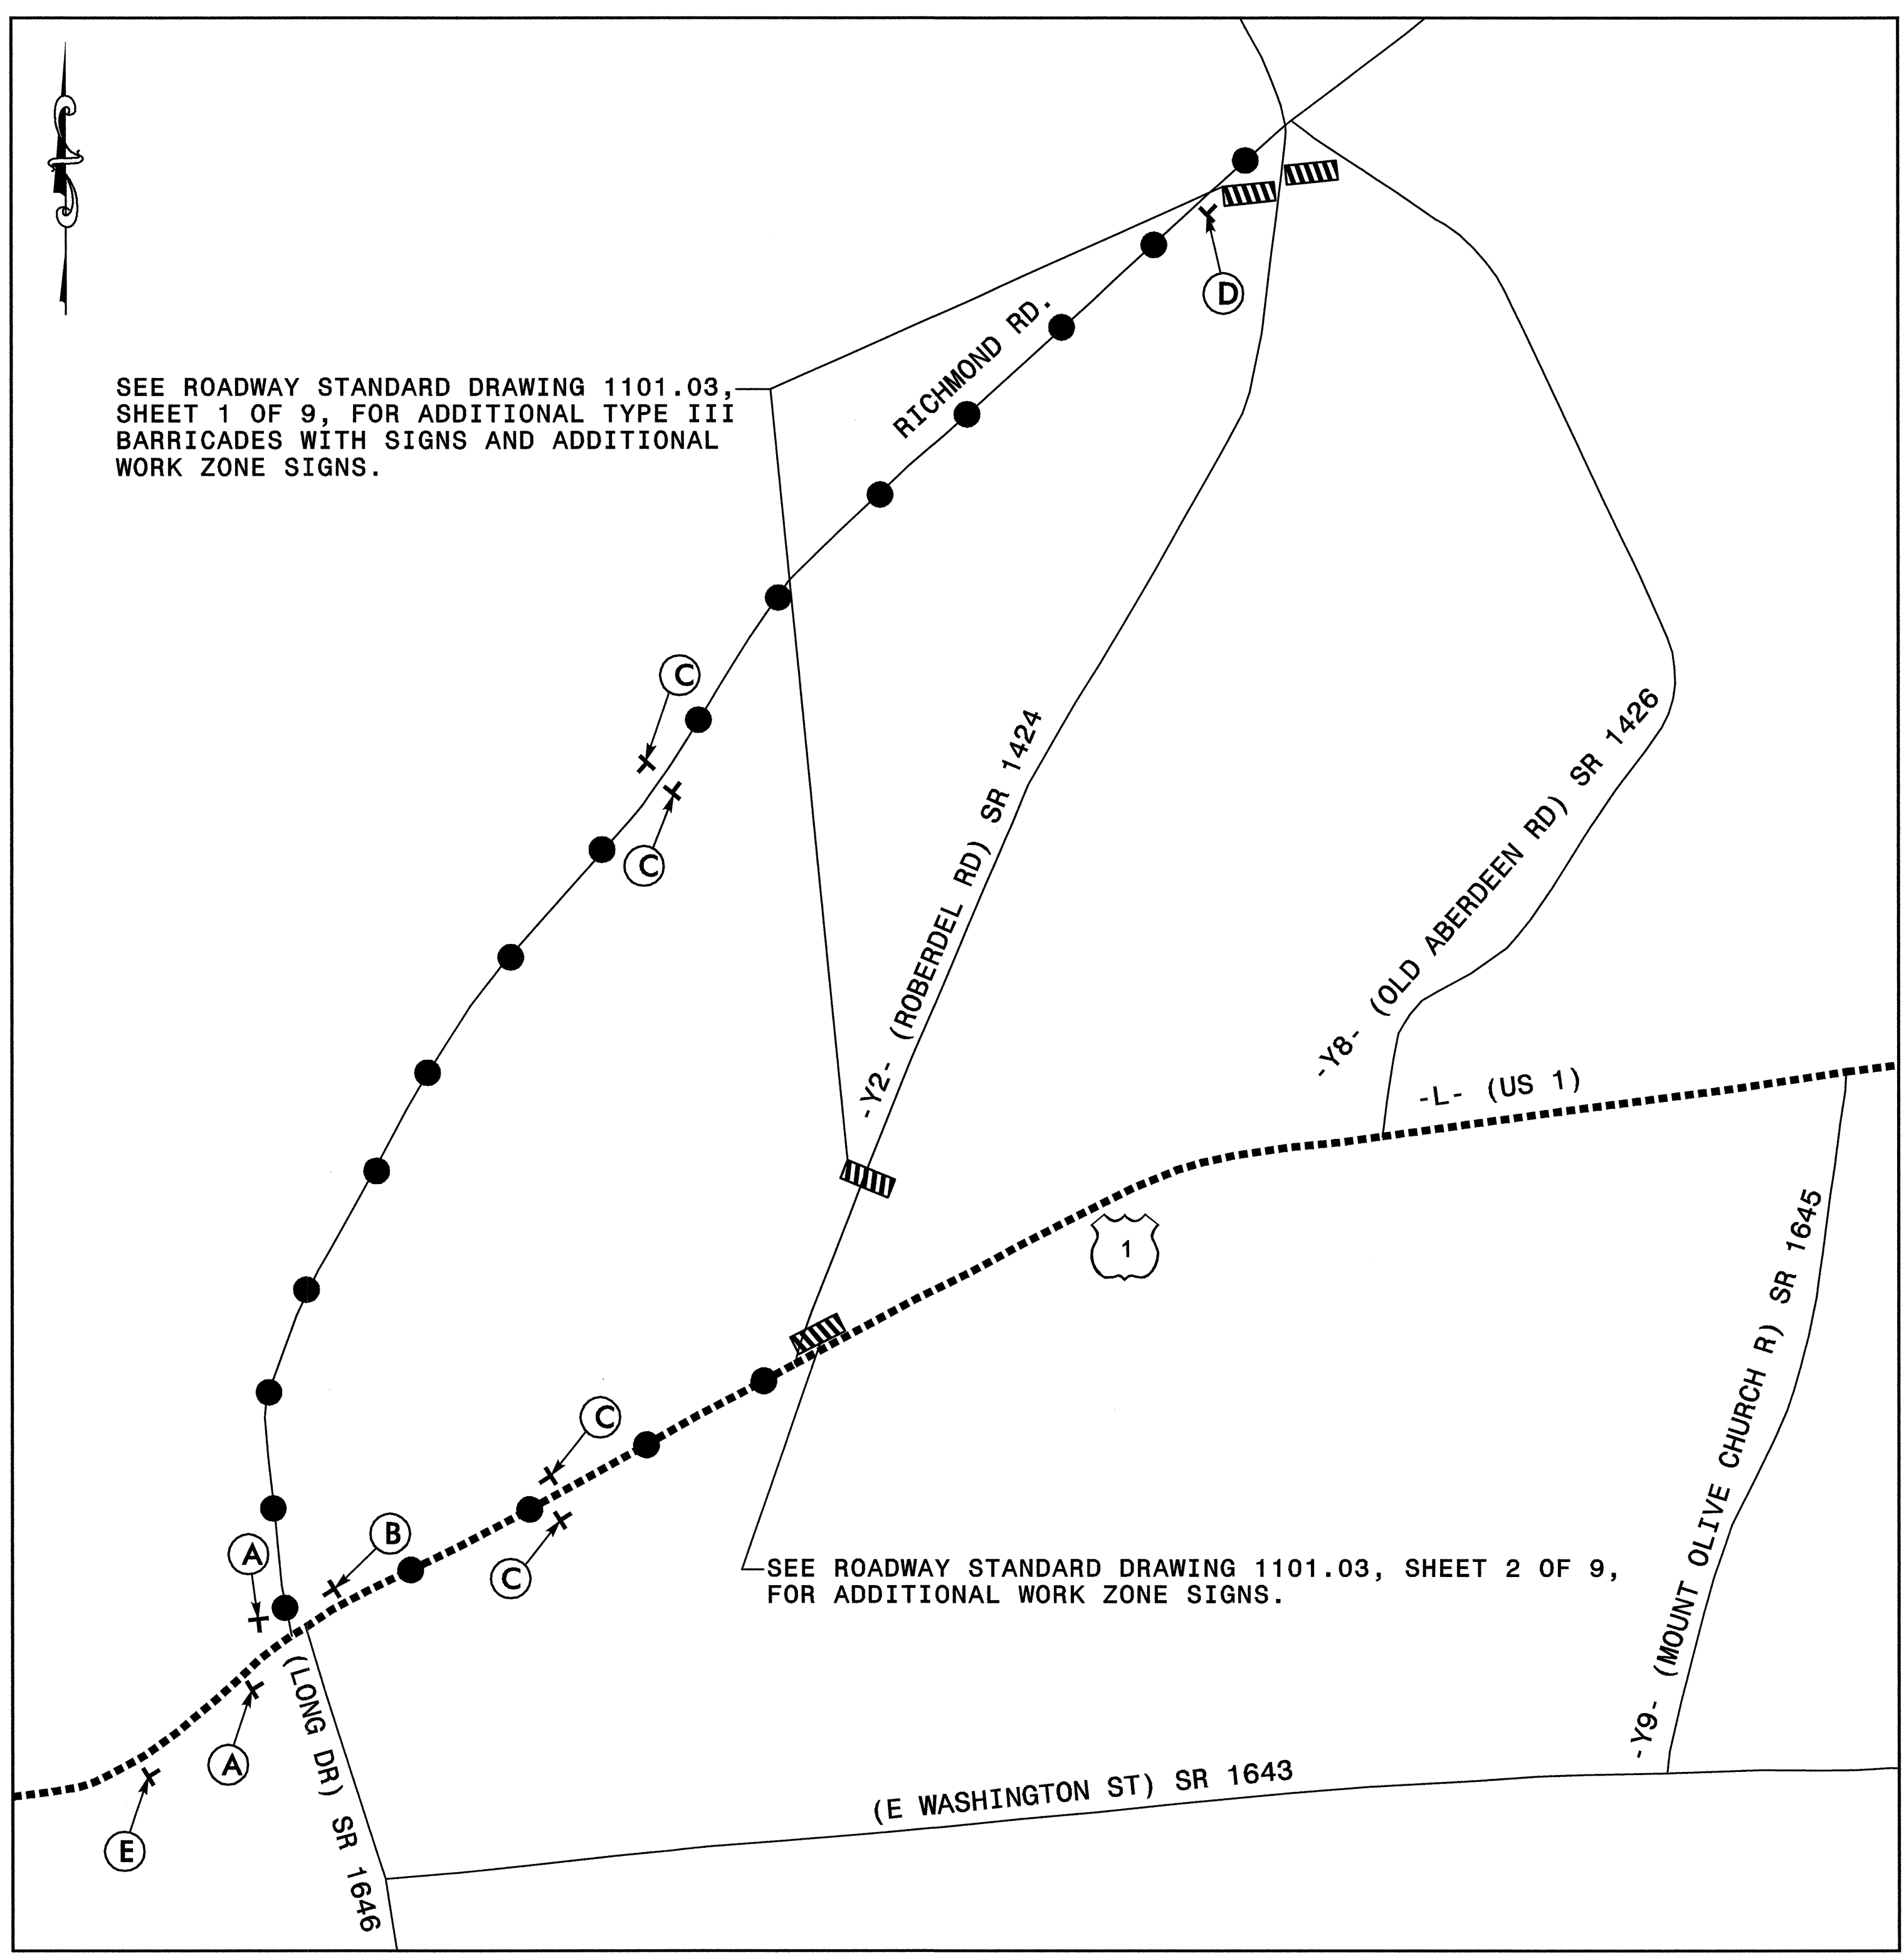 D
RICHMOND RD.
SEE ROADWAY STANDARD DRAWING 1101.03,
SHEET 1 OF 9, FOR ADDITIONAL TYPE III
BARRICADES WITH SIGNS AND ADDITIONAL
WORK ZONE SIGNS.
C
C
-Y2- (ROBERDEL RD) SR 1424
-Y8- (OLD ABERDEEN RD) SR 1426
-L- (US 1)
1
-Y9- (MOUNT OLIVE CHURCH R) SR 1645
C
B
A
C
SEE ROADWAY STANDARD DRAWING 1101.03, SHEET 2 OF 9,
FOR ADDITIONAL WORK ZONE SIGNS.
A
(LONG DR) SR 1646
E
(E WASHINGTON ST) SR 1643